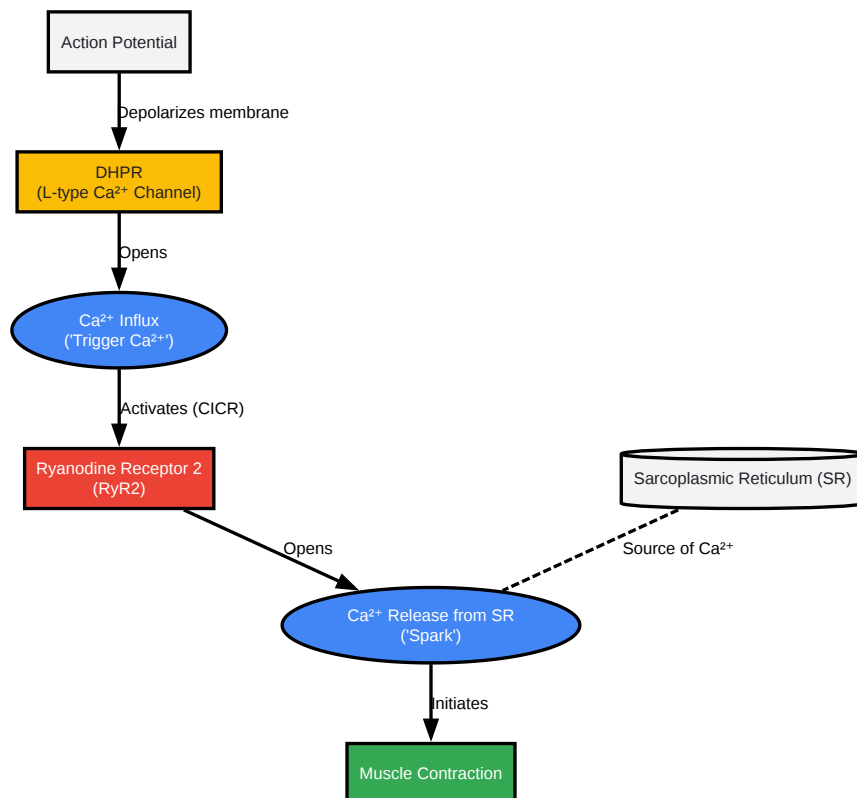 Action Potential
Depolarizes membrane
DHPR
(L-type Ca²⁺ Channel)
Opens
Ca²⁺ Influx
('Trigger Ca²⁺')
Activates (CICR)
Ryanodine Receptor 2
(RyR2)
Sarcoplasmic Reticulum (SR)
Opens
Source of Ca²⁺
Ca²⁺ Release from SR
('Spark')
Initiates
Muscle Contraction